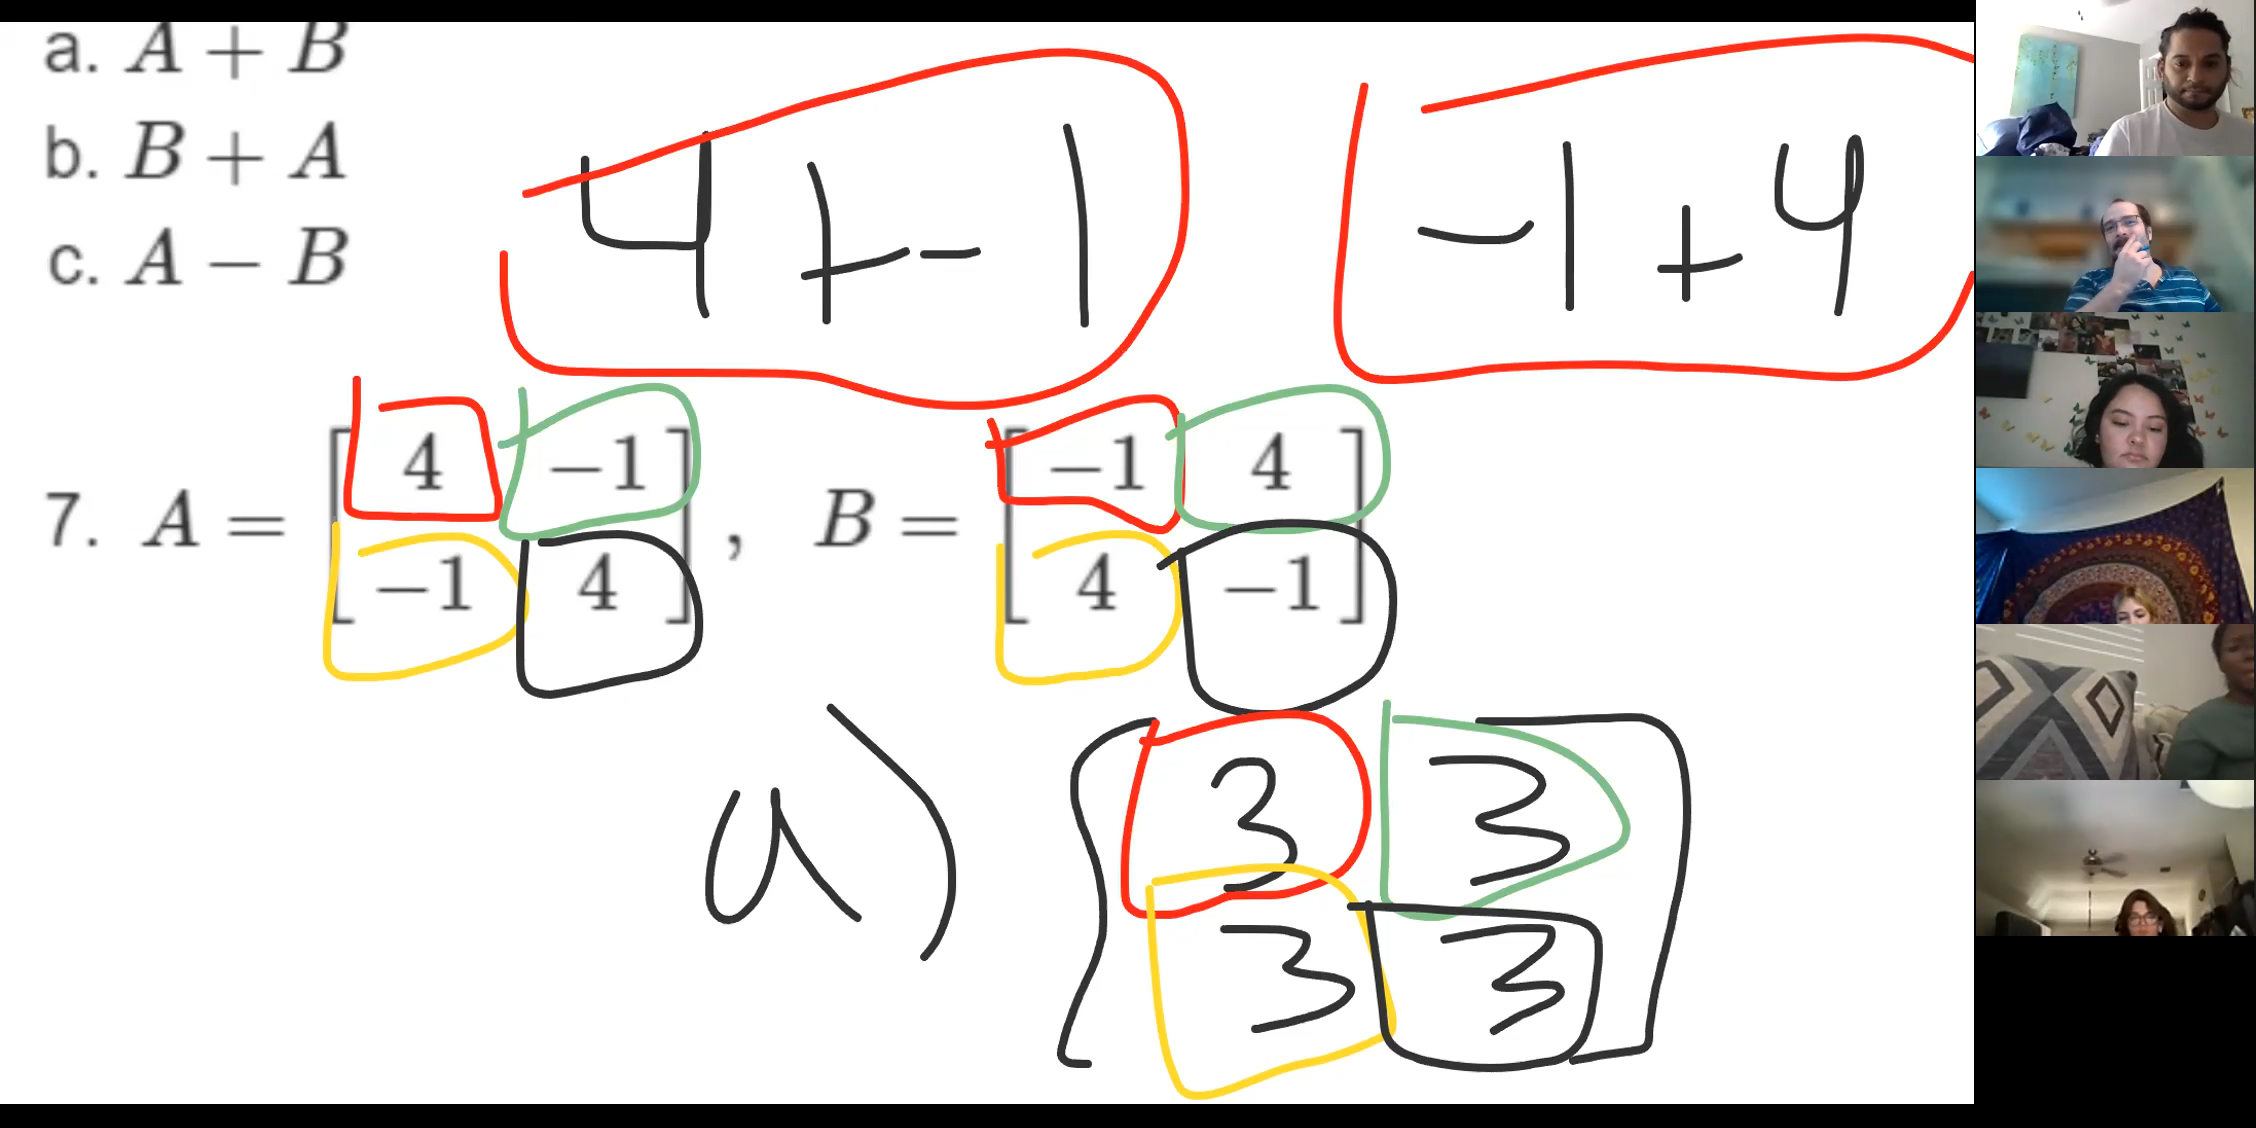 a. A + B
b. B + A
c. A − B
4 + - 1
-1 + 4
7. A = [ 4 −1
−1 4 ] , B = [ −1 4
4 −1 ]
a) [ 3 3
3 3 ]